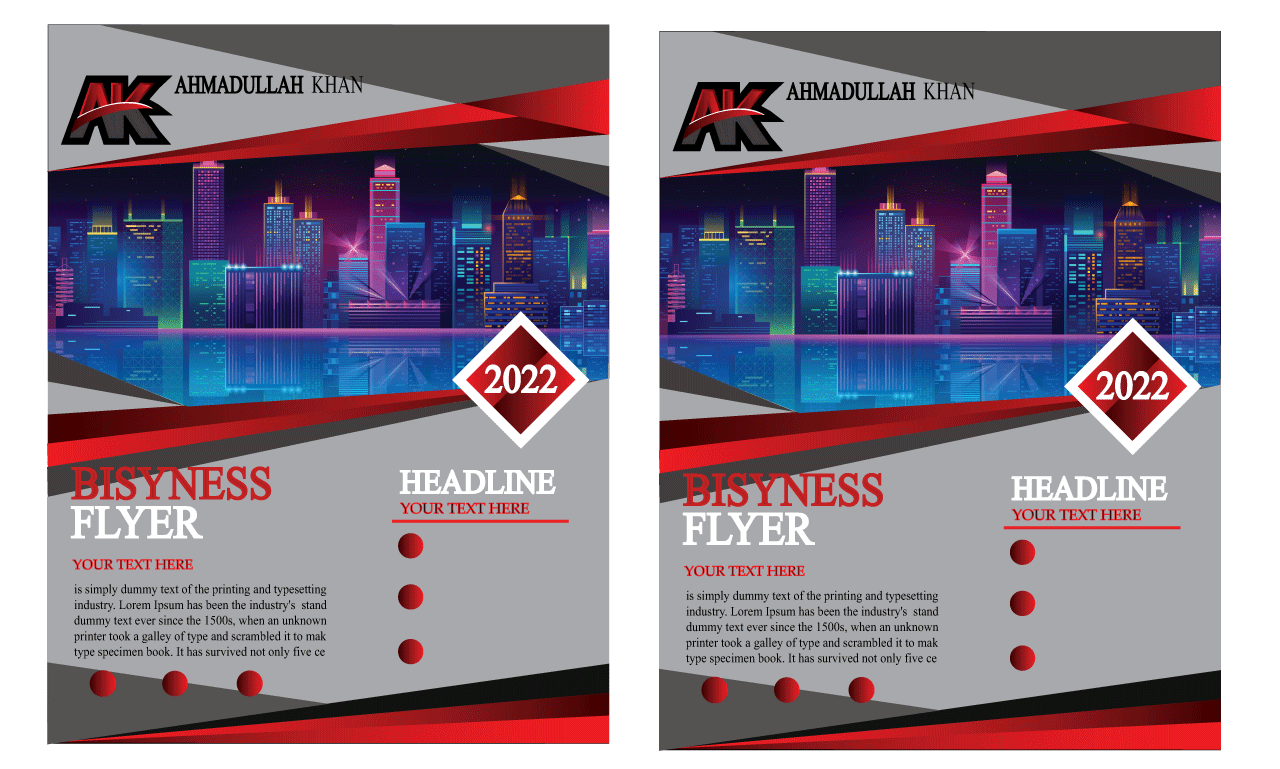 AK AHMADULLAH KHAN
2022
BISYNESS
FLYER
YOUR TEXT HERE
is simply dummy text of the printing and typesetting
industry. Lorem Ipsum has been the industry's stand
dummy text ever since the 1500s, when an unknown
printer took a galley of type and scrambled it to mak
type specimen book. It has survived not only five ce
HEADLINE
YOUR TEXT HERE
AK AHMADULLAH KHAN
2022
BISYNESS
FLYER
YOUR TEXT HERE
is simply dummy text of the printing and typesetting
industry. Lorem Ipsum has been the industry's stand
dummy text ever since the 1500s, when an unknown
printer took a galley of type and scrambled it to mak
type specimen book. It has survived not only five ce
HEADLINE
YOUR TEXT HERE